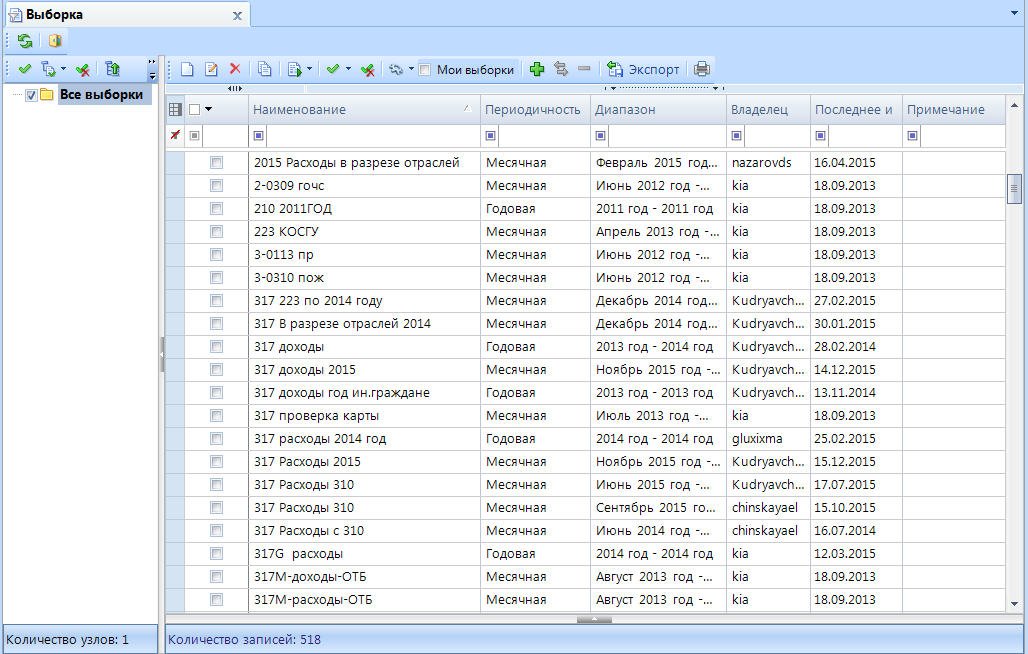 Выборка
Мои выборки Экспорт
Все выборки
Наименование Периодичность Диапазон Владелец Последнее и Примечание
2015 Расходы в разрезе отраслей Месячная Февраль 2015 год... nazarovds 16.04.2015
2-0309 гочс Месячная Июнь 2012 год -... kia 18.09.2013
210 2011ГОД Годовая 2011 год - 2011 год kia 18.09.2013
223 КОСГУ Месячная Апрель 2013 год -... kia 18.09.2013
3-0113 пр Месячная Июнь 2012 год -... kia 18.09.2013
3-0310 пож Месячная Июнь 2012 год -... kia 18.09.2013
317 223 по 2014 году Месячная Декабрь 2014 год... Kudryavch... 27.02.2015
317 В разрезе отраслей 2014 Месячная Декабрь 2014 год... Kudryavch... 30.01.2015
317 доходы Годовая 2013 год - 2014 год Kudryavch... 28.02.2014
317 доходы 2015 Месячная Ноябрь 2015 год -... Kudryavch... 14.12.2015
317 доходы год ин.граждане Годовая 2013 год - 2013 год Kudryavch... 13.11.2014
317 проверка карты Месячная Июль 2013 год -... kia 18.09.2013
317 расходы 2014 год Годовая 2014 год - 2014 год gluxixma 25.02.2015
317 Расходы 2015 Месячная Ноябрь 2015 год -... Kudryavch... 15.12.2015
317 Расходы 310 Месячная Июнь 2015 год -... Kudryavch... 17.07.2015
317 Расходы 310 Месячная Сентябрь 2015 го... chinskayael 15.10.2015
317 Расходы с 310 Месячная Июнь 2014 год -... chinskayael 16.07.2014
317G расходы Годовая 2014 год - 2014 год kia 12.03.2015
317М-доходы-ОТБ Месячная Август 2013 год -... kia 18.09.2013
317М-расходы-ОТБ Месячная Август 2013 год -... kia 18.09.2013
Количество узлов: 1 Количество записей: 518